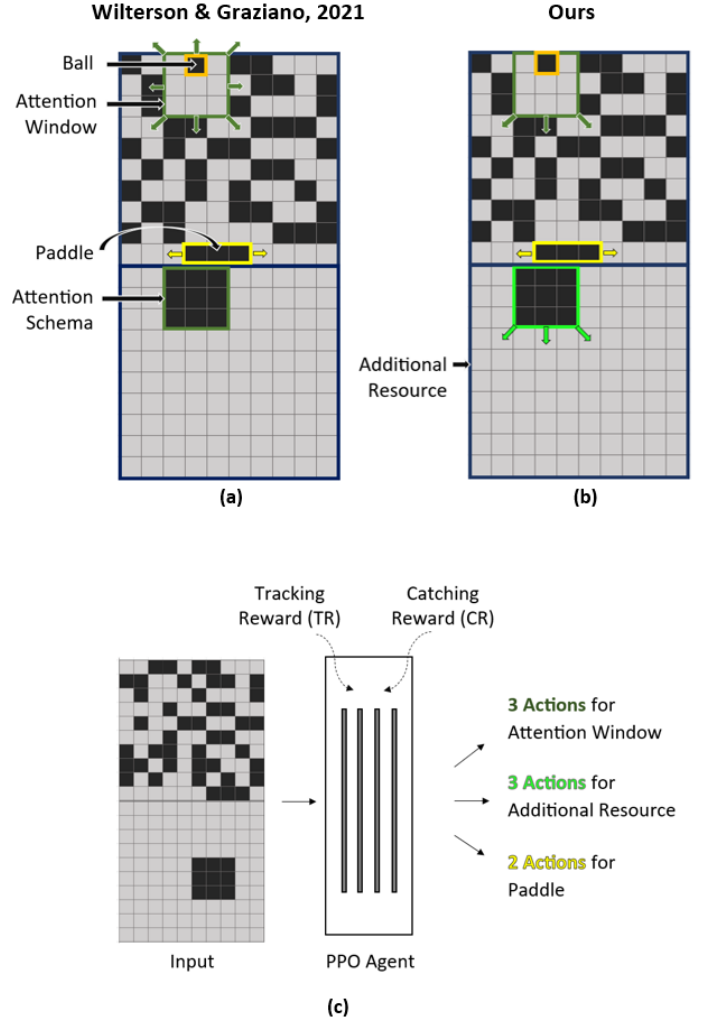 Wilterson & Graziano, 2021
Ours
Ball
Attention
Window
Paddle
Attention
Schema
Additional
Resource
(a)
(b)
Tracking
Reward (TR)
Catching
Reward (CR)
3 Actions for
Attention Window
3 Actions for
Additional Resource
2 Actions for
Paddle
Input
PPO Agent
(c)